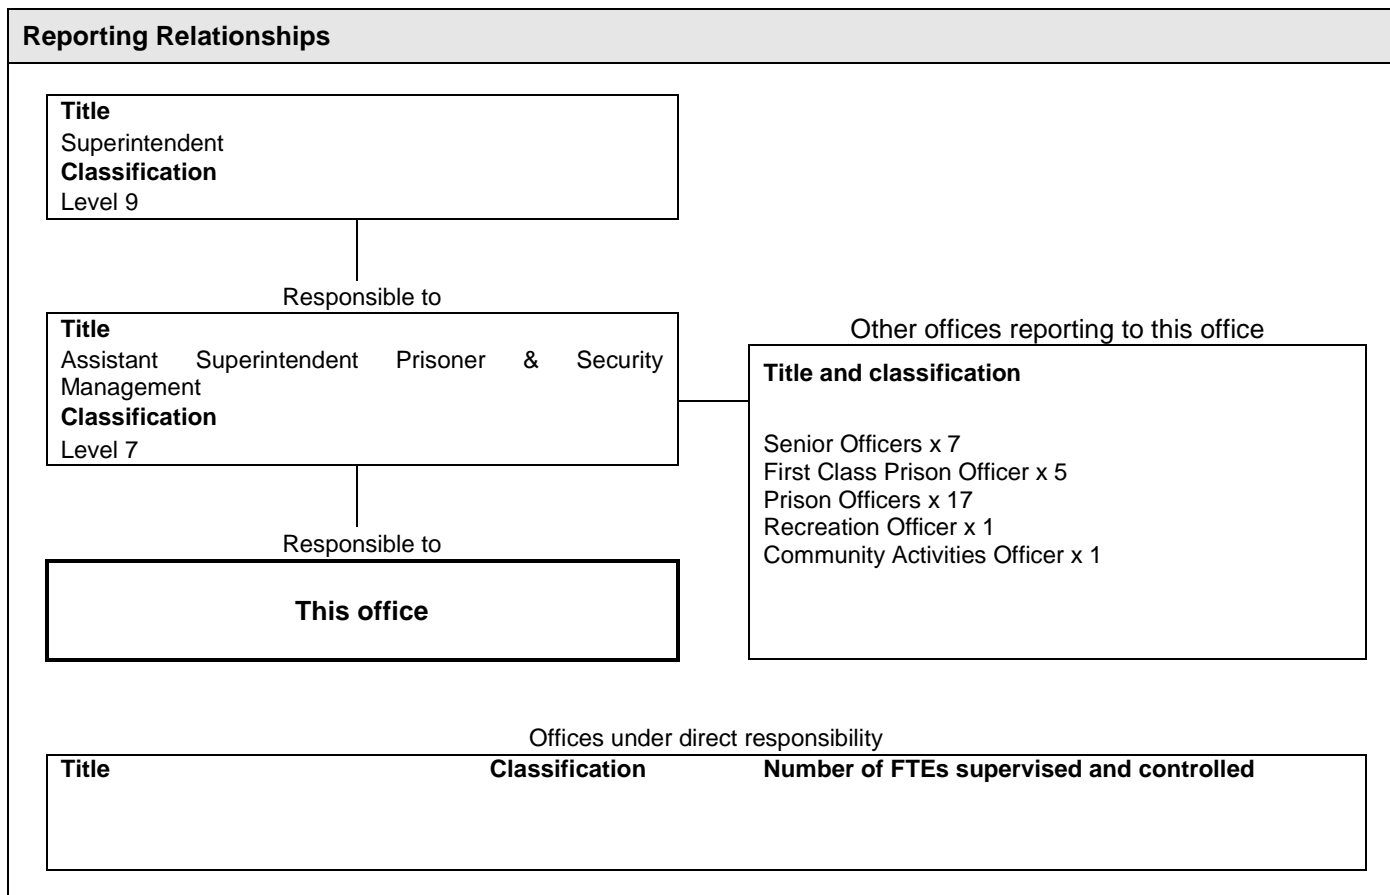 Reporting Relationships
Title
Superintendent
Classification
Level 9
Responsible to
Title
Assistant Superintendent Prisoner & Security
Management
Classification
Level 7
Other offices reporting to this office
Title and classification
Senior Officers x 7
First Class Prison Officer x 5
Prison Officers x 17
Recreation Officer x 1
Community Activities Officer x 1
Responsible to
This office
Offices under direct responsibility
Title Classification Number of FTEs supervised and controlled